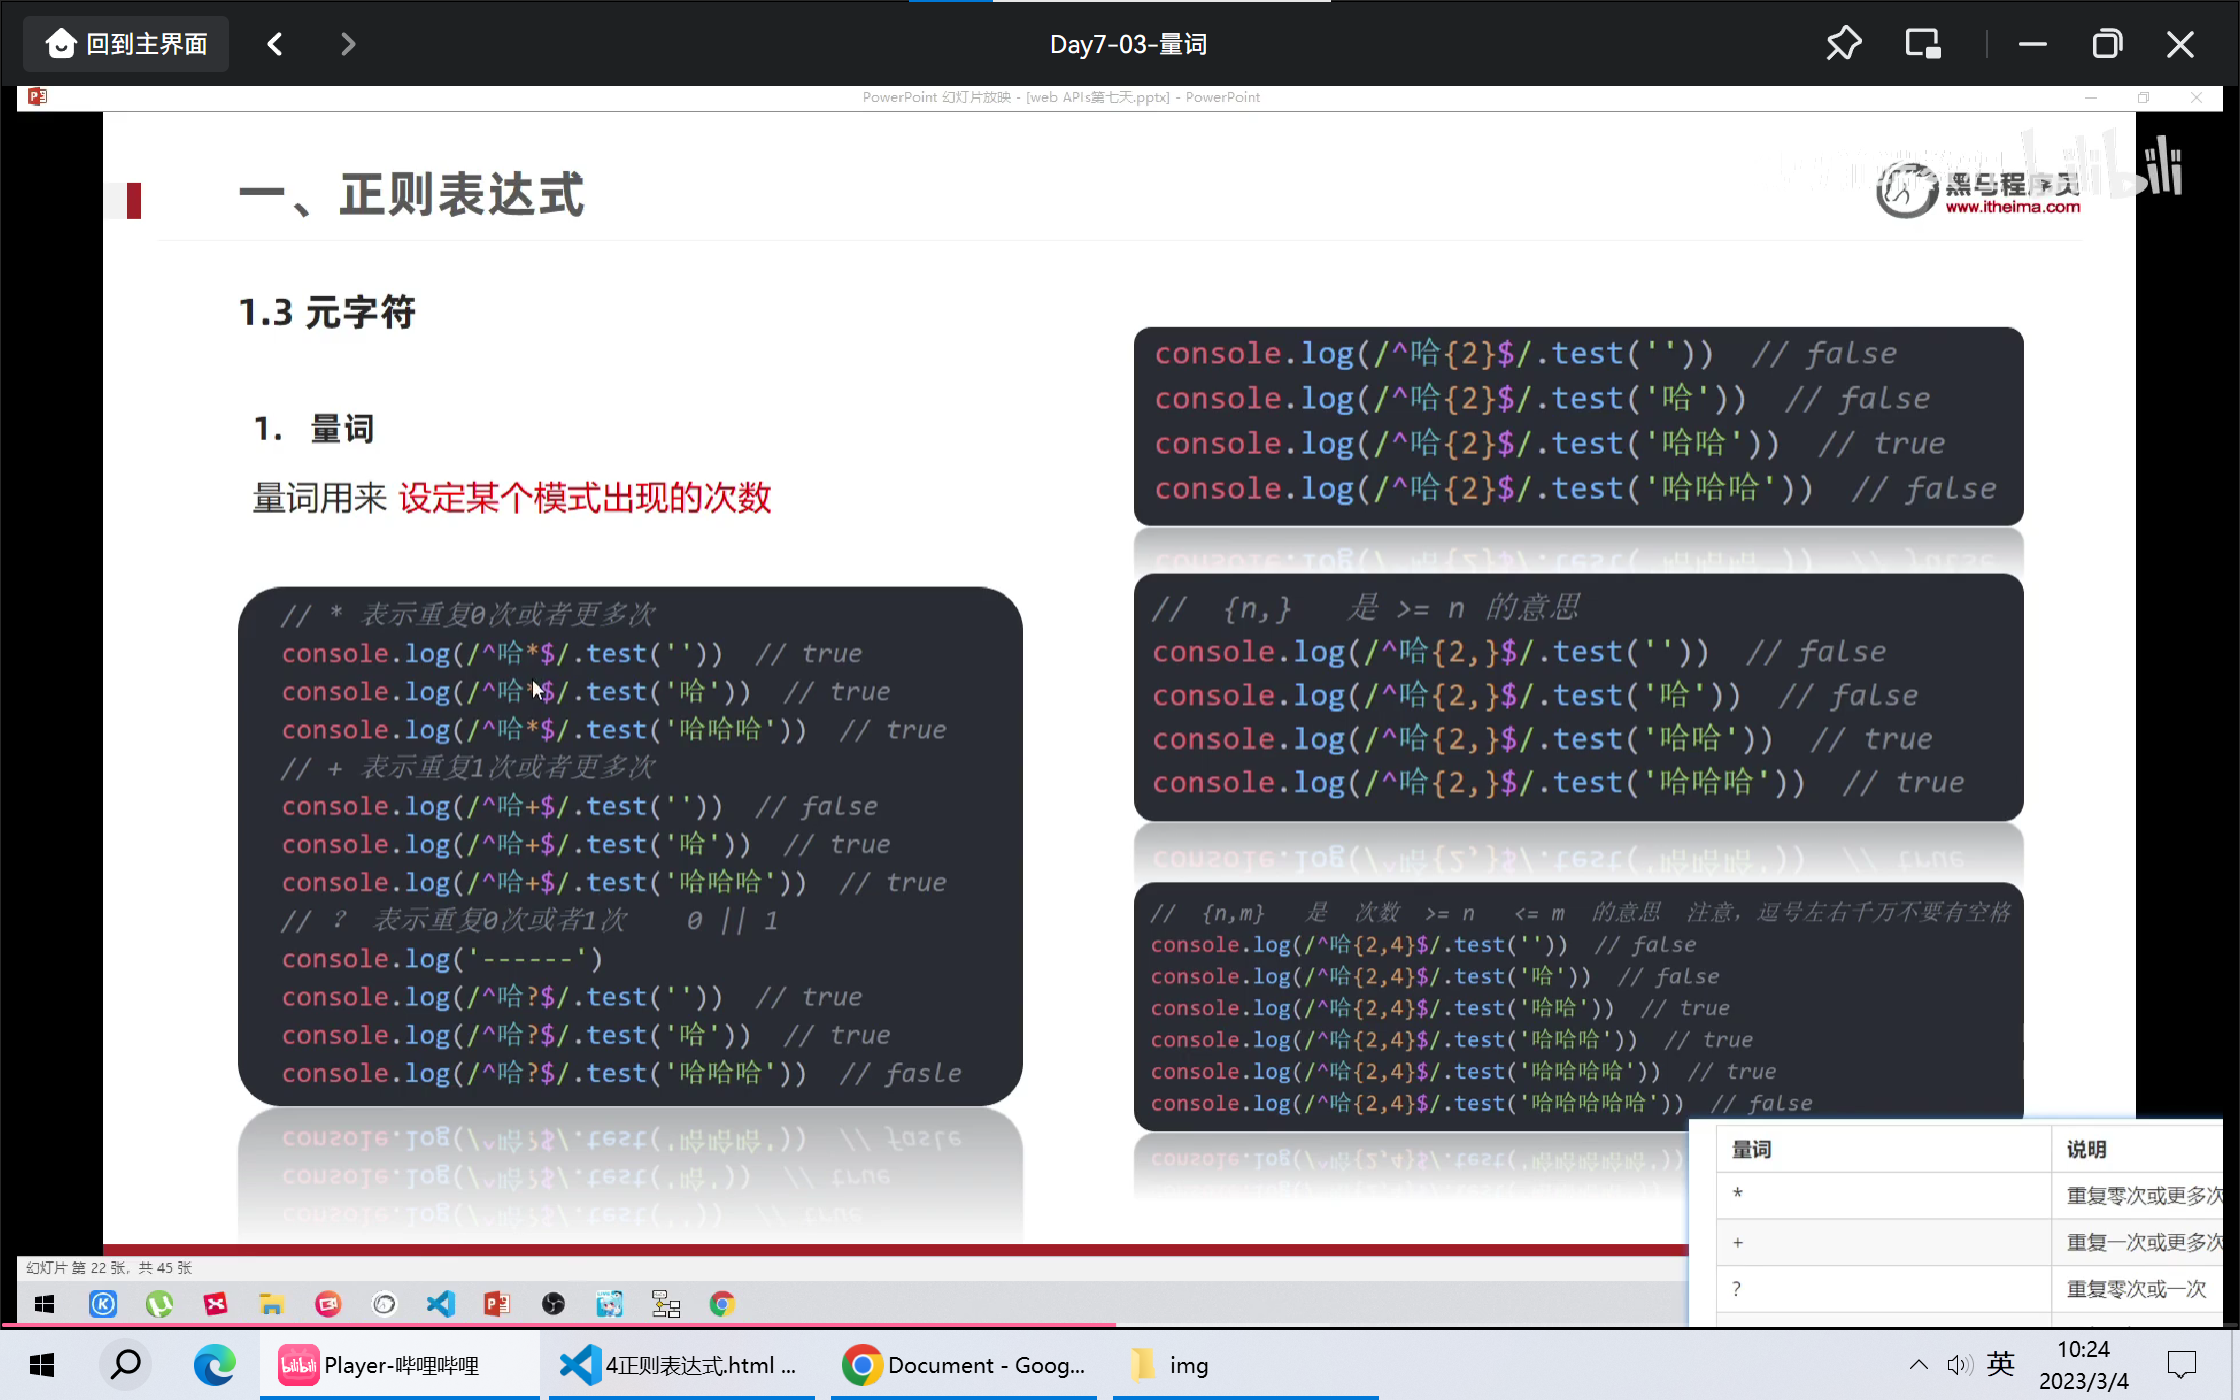 回到主界面
Day7-03-量词
PowerPoint 幻灯片放映 - [web APIs第七天.pptx] - PowerPoint
一、正则表达式
黑马程序员
www.itheima.com
bilibili
1.3 元字符
1. 量词
量词用来 设定某个模式出现的次数
// * 表示重复0次或者更多次
console.log(/^哈*$/.test('')) // true
console.log(/^哈*$/.test('哈')) // true
console.log(/^哈*$/.test('哈哈哈')) // true
// + 表示重复1次或者更多次
console.log(/^哈+$/.test('')) // false
console.log(/^哈+$/.test('哈')) // true
console.log(/^哈+$/.test('哈哈哈')) // true
// ? 表示重复0次或者1次 0 || 1
console.log('------')
console.log(/^哈?$/.test('')) // true
console.log(/^哈?$/.test('哈')) // true
console.log(/^哈?$/.test('哈哈哈')) // fasle
console.log(/^哈{2}$/.test('')) // false
console.log(/^哈{2}$/.test('哈')) // false
console.log(/^哈{2}$/.test('哈哈')) // true
console.log(/^哈{2}$/.test('哈哈哈')) // false
// {n,} 是 >= n 的意思
console.log(/^哈{2,}$/.test('')) // false
console.log(/^哈{2,}$/.test('哈')) // false
console.log(/^哈{2,}$/.test('哈哈')) // true
console.log(/^哈{2,}$/.test('哈哈哈')) // true
// {n,m} 是 次数 >= n <= m 的意思 注意，逗号左右千万不要有空格
console.log(/^哈{2,4}$/.test('')) // false
console.log(/^哈{2,4}$/.test('哈')) // false
console.log(/^哈{2,4}$/.test('哈哈')) // true
console.log(/^哈{2,4}$/.test('哈哈哈')) // true
console.log(/^哈{2,4}$/.test('哈哈哈哈')) // true
console.log(/^哈{2,4}$/.test('哈哈哈哈哈')) // false
量词 说明
* 重复零次或更多次
+ 重复一次或更多次
? 重复零次或一次
幻灯片 第 22 张，共 45 张
Player-哔哩哔哩
4正则表达式.html ...
Document - Goog...
img
英
10:24
2023/3/4